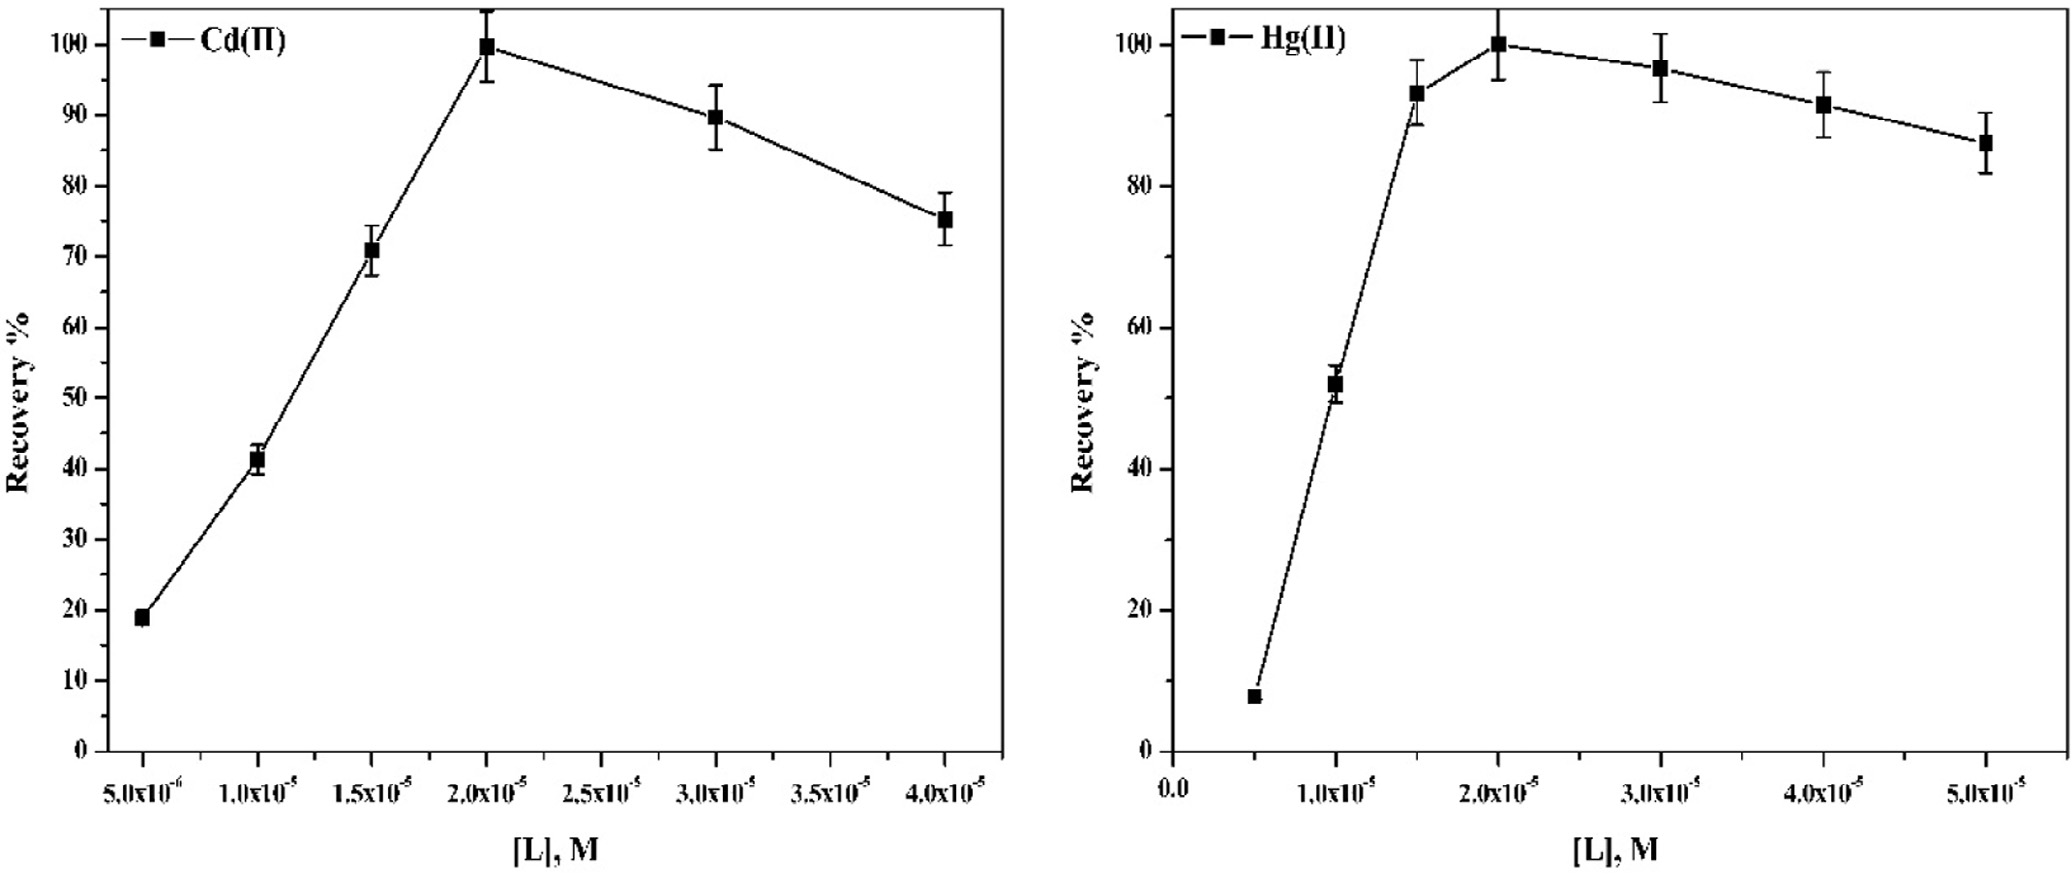 Cd(II)
Recovery %
100
90
80
70
60
50
40
30
20
10
0
5,0x10⁻⁶ 1,0x10⁻⁵ 1,5x10⁻⁵ 2,0x10⁻⁵ 2,5x10⁻⁵ 3,0x10⁻⁵ 3,5x10⁻⁵ 4,0x10⁻⁵
[L], M
Hg(II)
Recovery %
100
80
60
40
20
0
0,0 1,0x10⁻⁵ 2,0x10⁻⁵ 3,0x10⁻⁵ 4,0x10⁻⁵ 5,0x10⁻⁵
[L], M